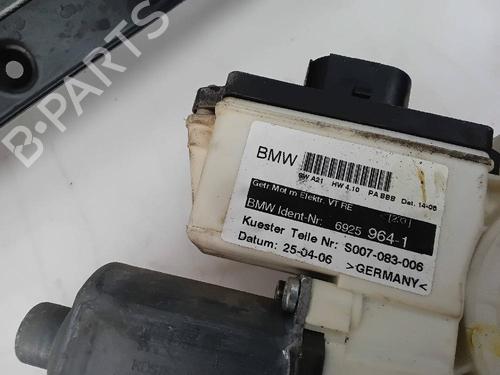 BMW
SW A21 HW 4.10 PA BBB Dat. 14-06
Getr.Mot m Elektr. VT RE
BMW Ident-Nr: 6925 964-1
Kuester Teile Nr: S007-083-006
Datum: 25-04-06 >GERMANY<
B-PARTS